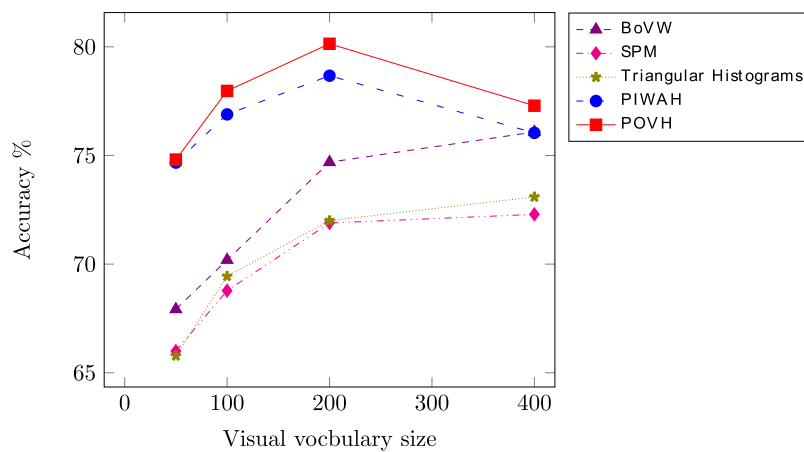 80
75
70
65
Accuracy %
0 100 200 300 400
Visual vocbulary size
BoVW
SPM
Triangular Histograms
PIWAH
POVH